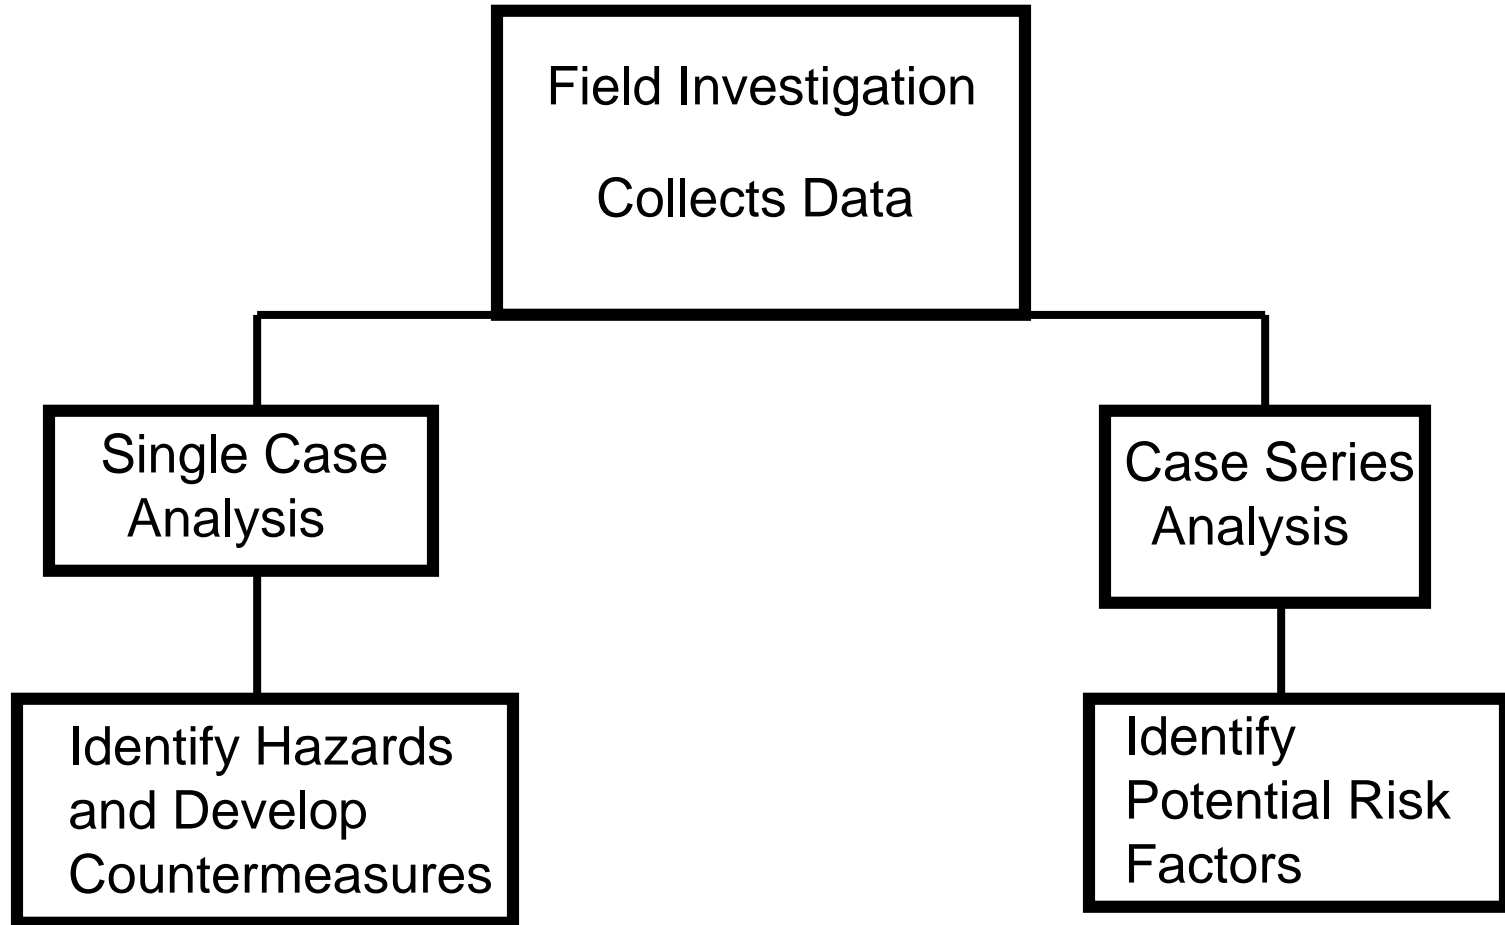 Field Investigation
Collects Data
Single Case
Analysis
Case Series
Analysis
Identify Hazards
and Develop
Countermeasures
Identify
Potential Risk
Factors